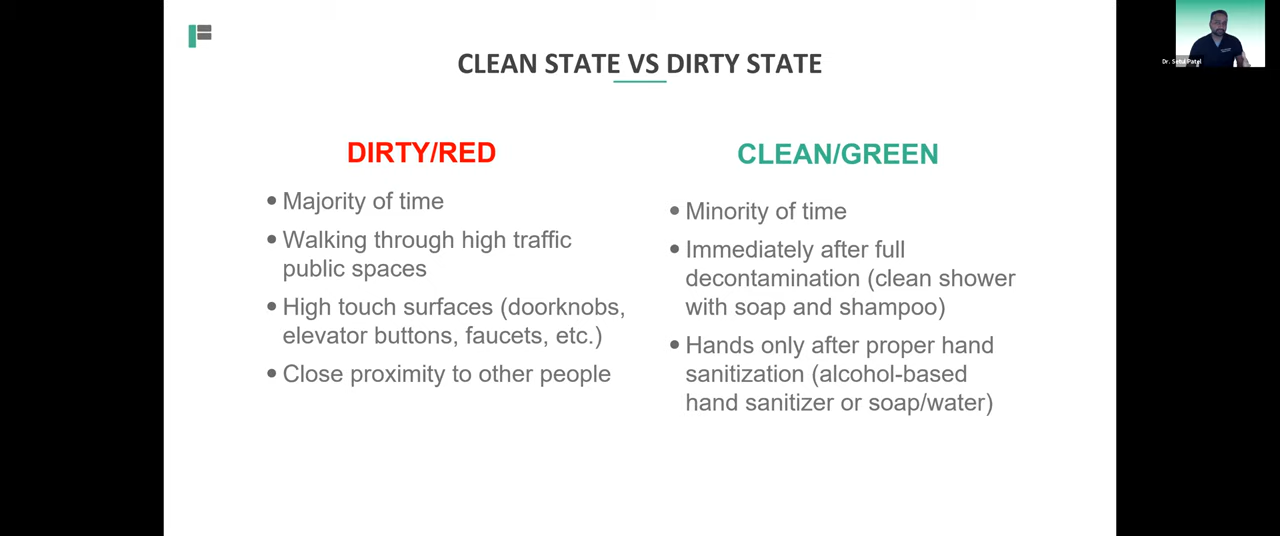 CLEAN STATE VS DIRTY STATE
DIRTY/RED
• Majority of time
• Walking through high traffic
public spaces
• High touch surfaces (doorknobs,
elevator buttons, faucets, etc.)
• Close proximity to other people
CLEAN/GREEN
• Minority of time
• Immediately after full
decontamination (clean shower
with soap and shampoo)
• Hands only after proper hand
sanitization (alcohol-based
hand sanitizer or soap/water)
Dr. Setul Patel